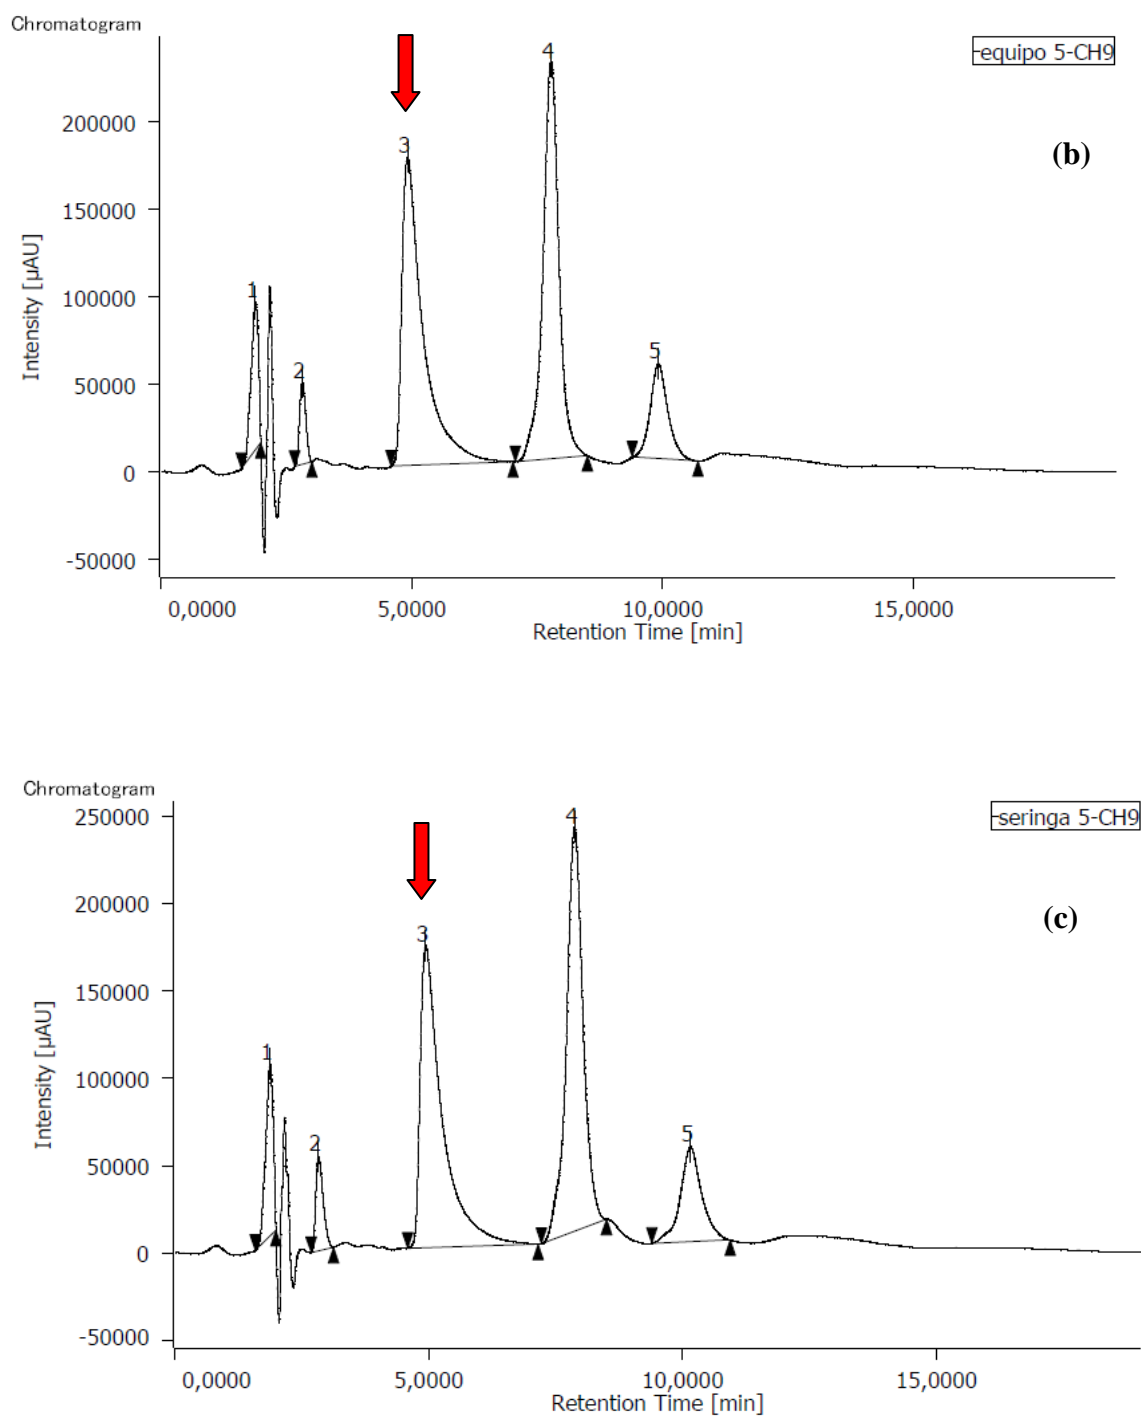 Chromatogram
equipo 5-CH9
(b)
Intensity [µAU]
200000
150000
100000
50000
0
-50000
1
2
3
4
5
0,0000 5,0000 10,0000 15,0000
Retention Time [min]
Chromatogram
seringa 5-CH9
(c)
Intensity [µAU]
250000
200000
150000
100000
50000
0
-50000
1
2
3
4
5
0,0000 5,0000 10,0000 15,0000
Retention Time [min]